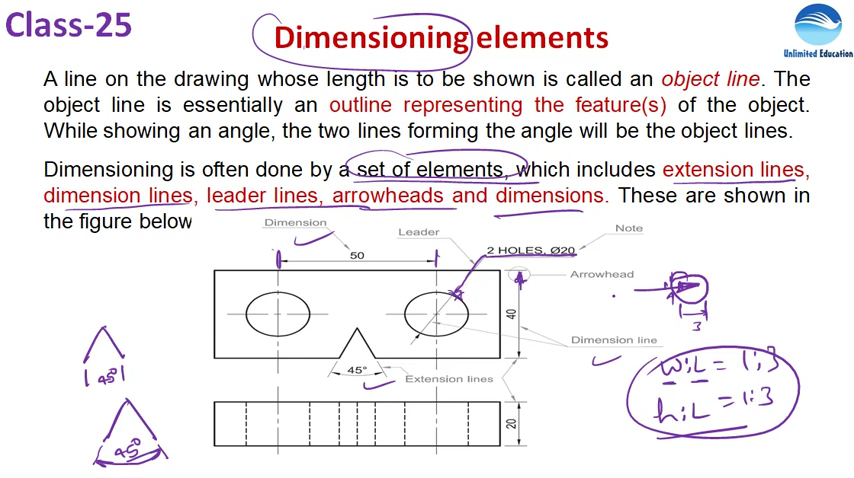 Class-25
Dimensioning elements
Unlimited Education
A line on the drawing whose length is to be shown is called an object line. The
object line is essentially an outline representing the feature(s) of the object.
While showing an angle, the two lines forming the angle will be the object lines.
Dimensioning is often done by a set of elements, which includes extension lines,
dimension lines, leader lines, arrowheads and dimensions. These are shown in
the figure below
Dimension
Leader
Note
2 HOLES, Ø20
50
Arrowhead
40
3
Dimension line
45°
Extension lines
w:L = 1:3
h:L = 1:3
45°
45°
20